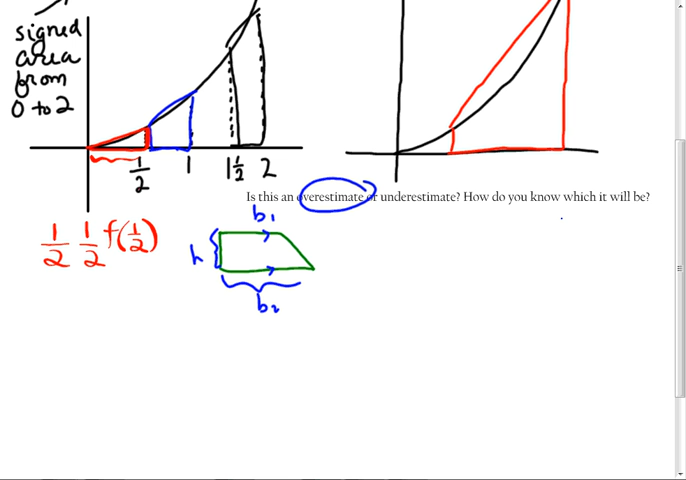 signed
area
from
0 to 2
1/2 1 1 1/2 2
Is this an overestimate or underestimate? How do you know which it will be?
1/2 1/2 f(1/2)
b₁
h
b₂